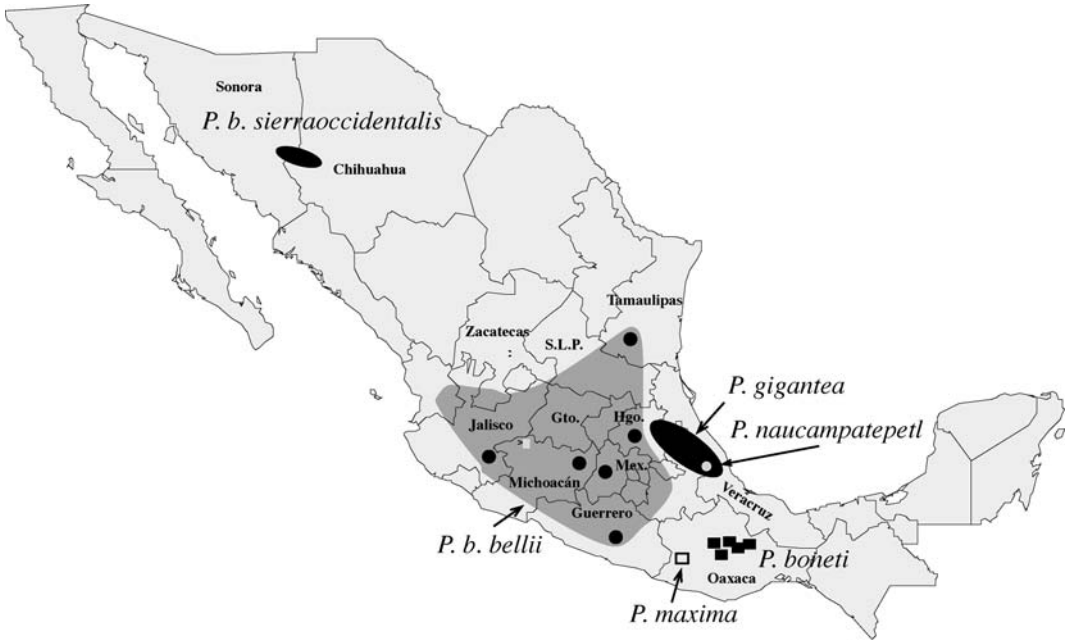 Sonora
P. b. sierraoccidentalis
Chihuahua
Tamaulipas
Zacatecas
S.L.P.
P. gigantea
Jalisco
Gto.
Hgo.
P. naucampatepetl
Mex.
Michoacán
Veracruz
Guerrero
P. b. bellii
P. boneti
Oaxaca
P. maxima